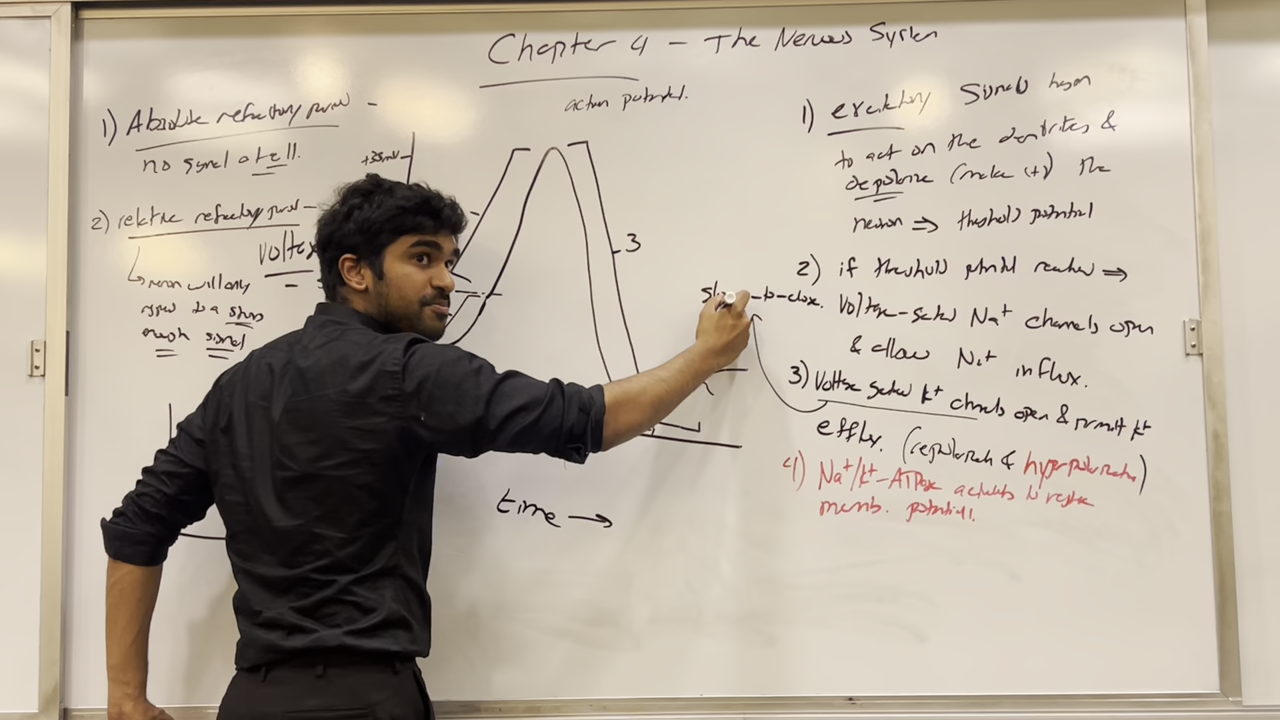 Chapter 4 - The Nervous System
action potential.
1) Absolute refractory period -
no signal at all.
2) relative refractory period -
neuron will only
respond to a strong
enough signal
+35mv
voltage
3
time →
1) excitatory signals
to act on the dendrites &
depolarize (make (+)) the
neuron ⇒ threshold potential
2) if threshold potential reached ⇒
voltage-gated Na⁺ channels open
& allow Na⁺ influx.
-to-close.
3) voltage gated K⁺ channels open & permit K⁺
efflux. (repolarization & hyperpolarization)
4) Na⁺/K⁺-ATPase activates to restore
memb. potential.